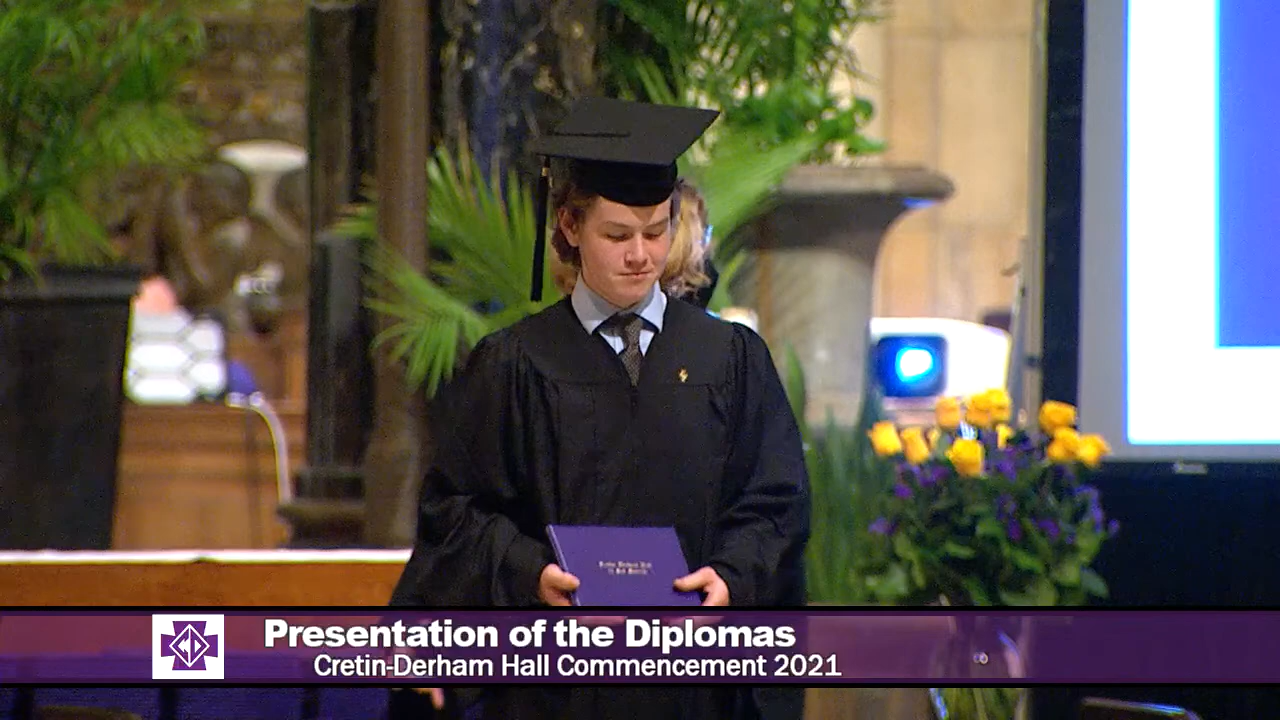 Presentation of the Diplomas
Cretin-Derham Hall Commencement 2021